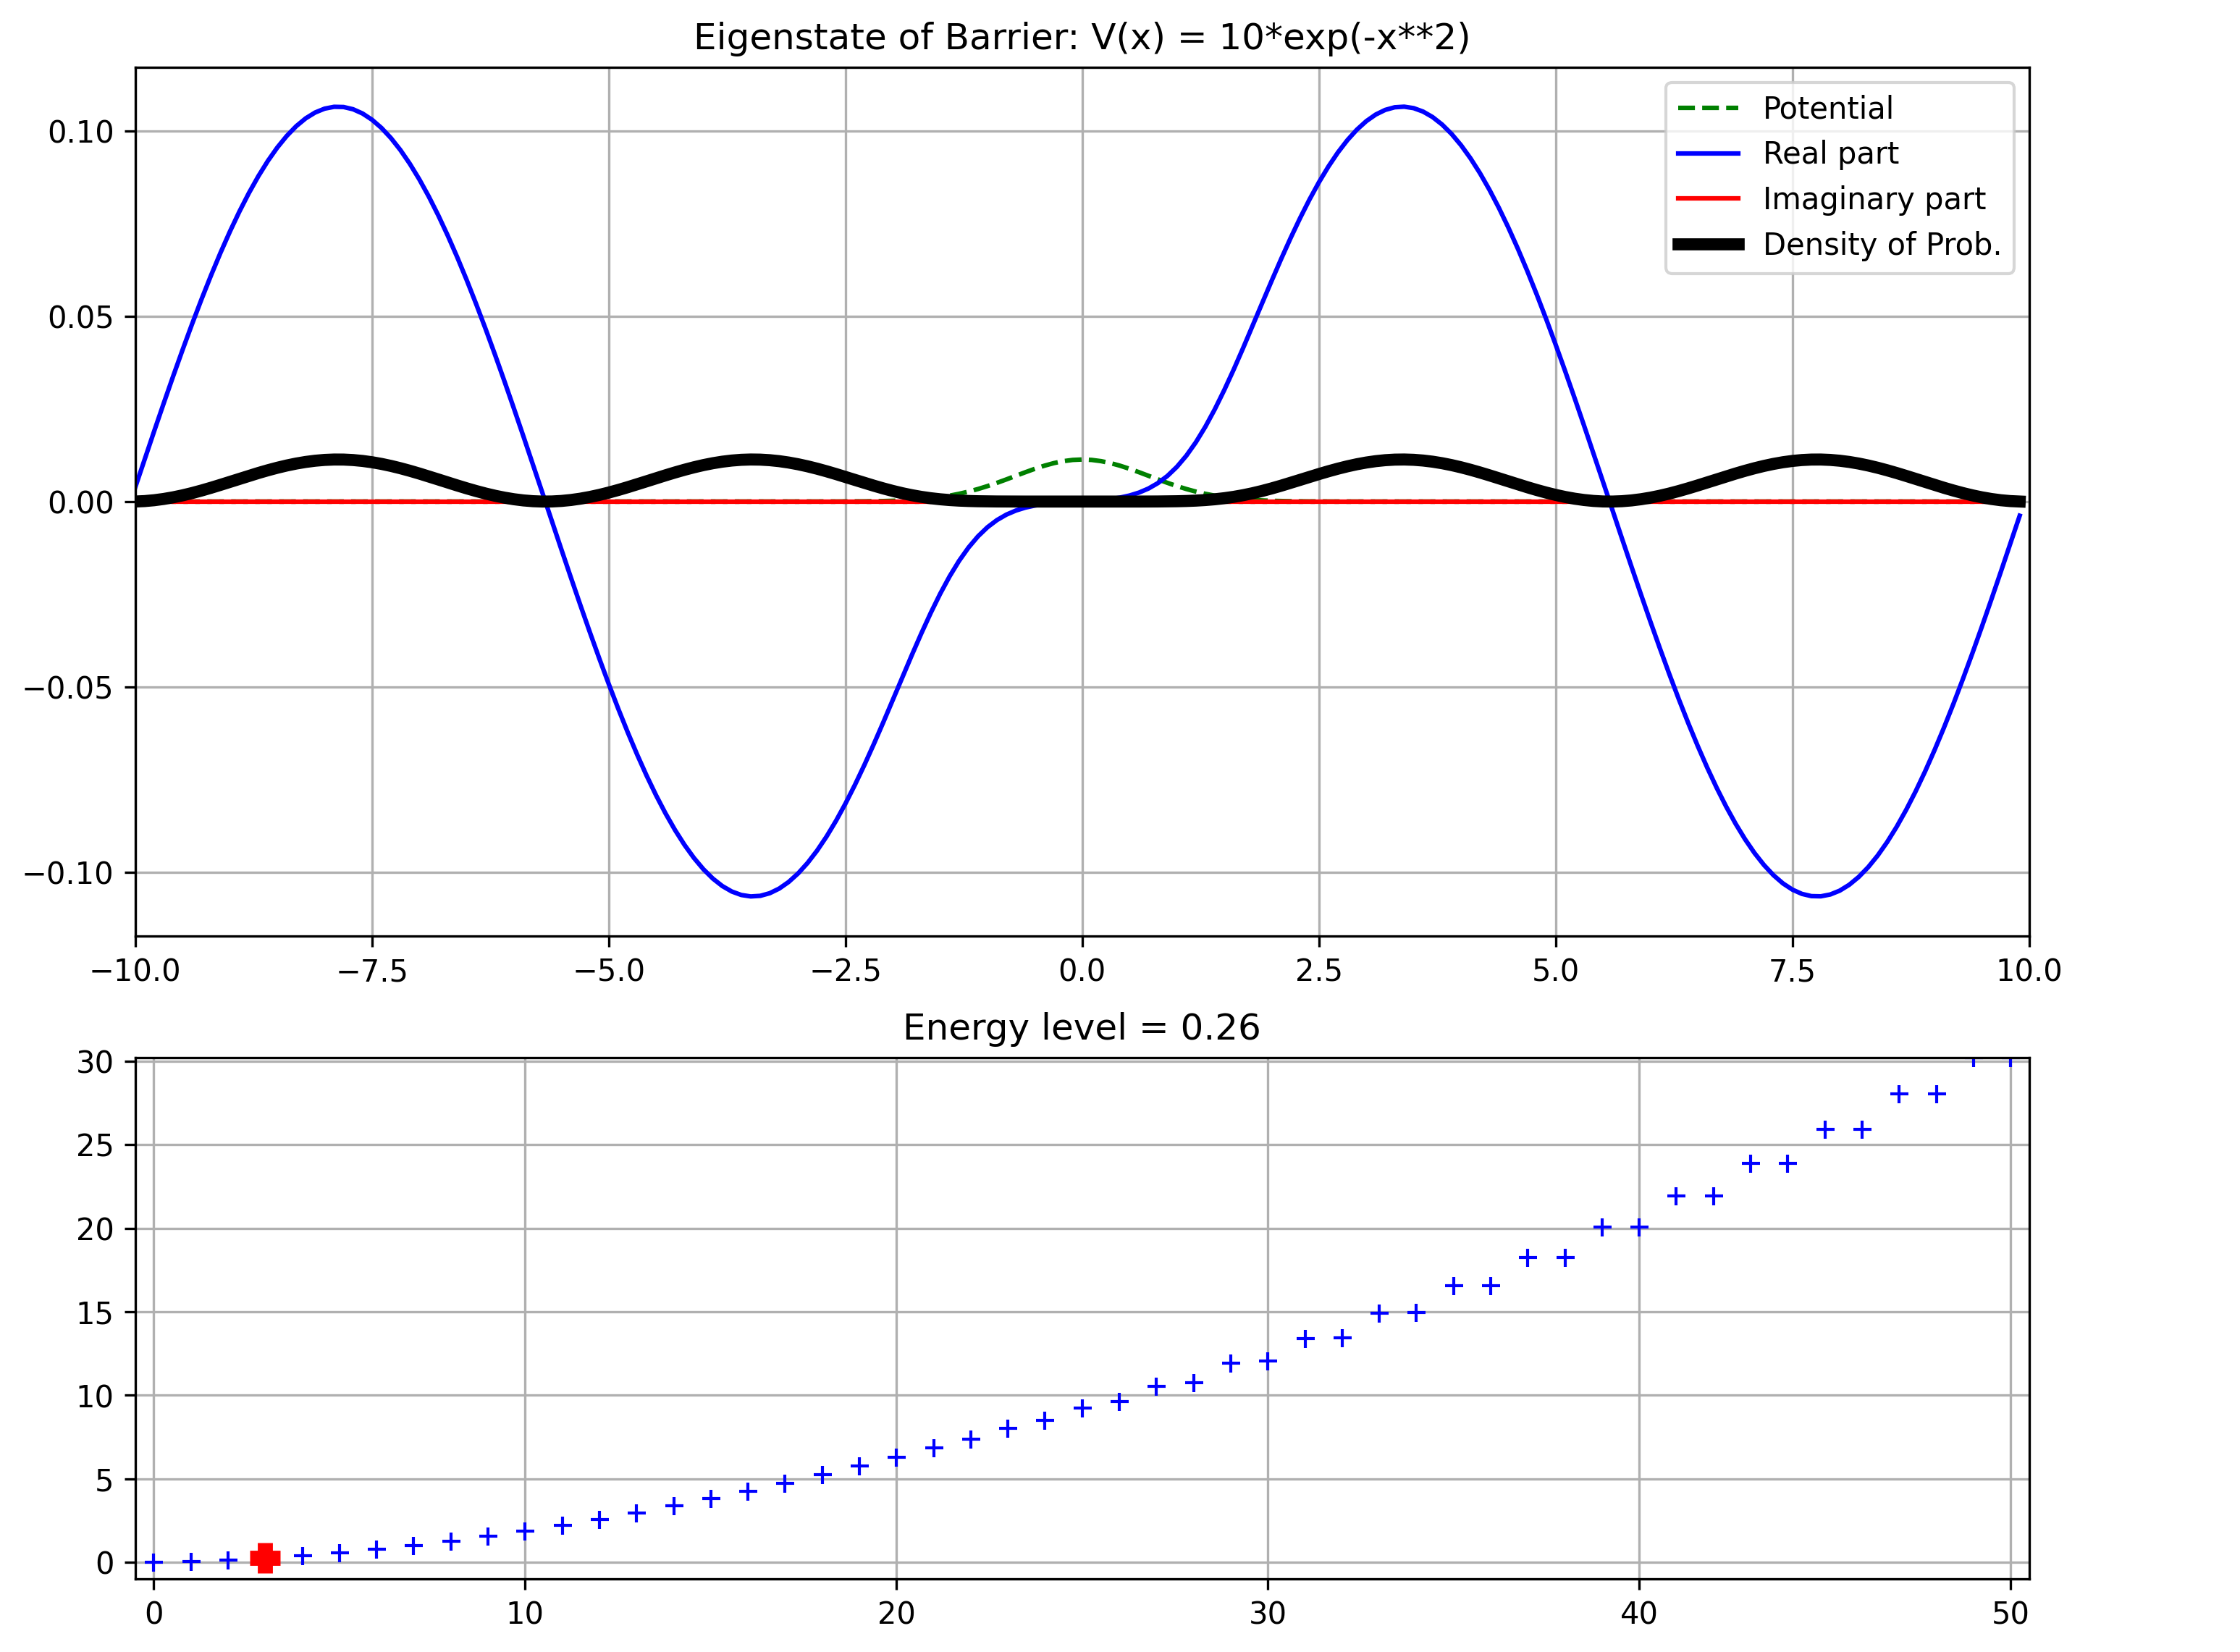 Eigenstate of Barrier: V(x) = 10*exp(-x**2)
Potential
Real part
Imaginary part
Density of Prob.
0.10
0.05
0.00
−0.05
−0.10
−10.0 −7.5 −5.0 −2.5 0.0 2.5 5.0 7.5 10.0
Energy level = 0.26
30
25
20
15
10
5
0
0 10 20 30 40 50